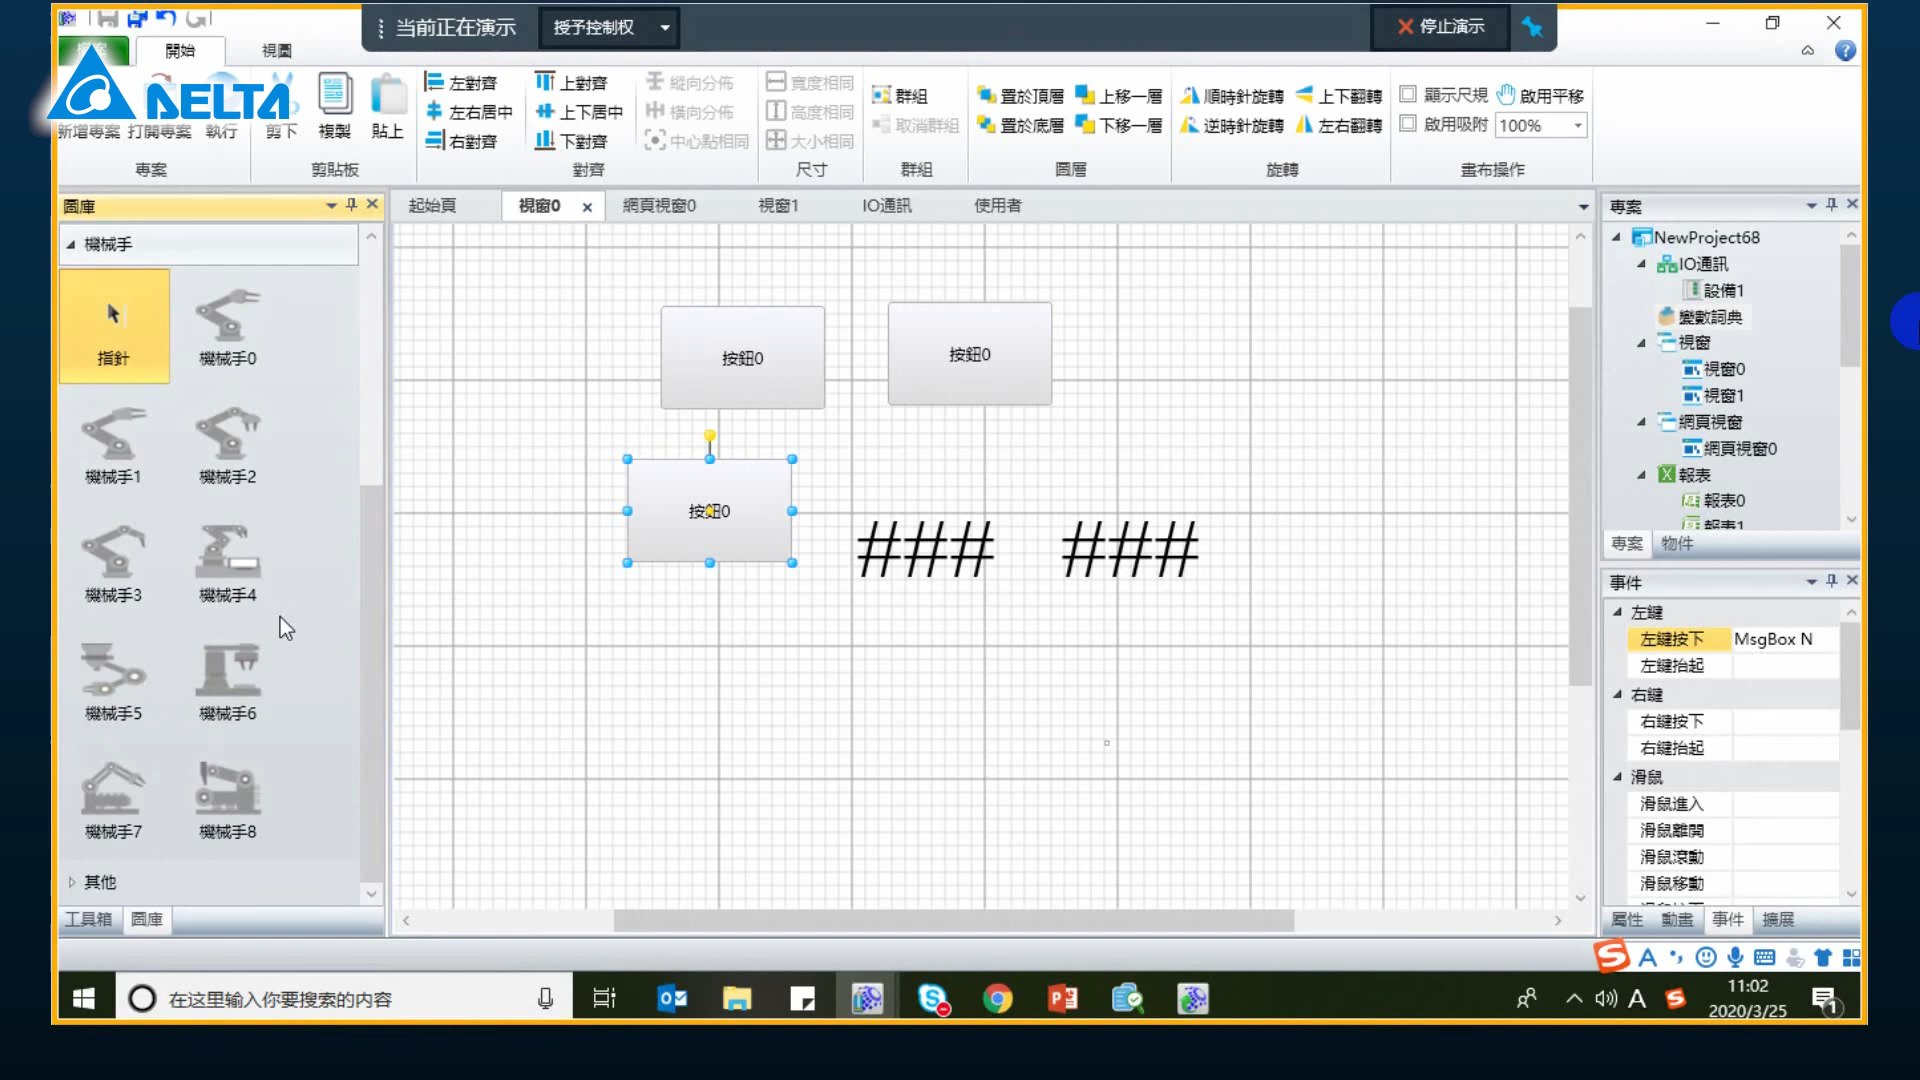 当前正在演示
授予控制权
停止演示
開始
視圖
DELTA
新增專案
打開專案
執行
剪下
複製
貼上
左對齊
左右居中
右對齊
上對齊
上下居中
下對齊
縱向分佈
橫向分佈
中心點相同
寬度相同
高度相同
大小相同
群組
取消群組
置於頂層
置於底層
上移一層
下移一層
順時針旋轉
逆時針旋轉
上下翻轉
左右翻轉
顯示尺規
啟用吸附
啟用平移
100%
專案
剪貼板
對齊
尺寸
群組
圖層
旋轉
畫布操作
圖庫
機械手
指針
機械手0
機械手1
機械手2
機械手3
機械手4
機械手5
機械手6
機械手7
機械手8
其他
工具箱
圖庫
起始頁
視窗0
網頁視窗0
視窗1
IO通訊
使用者
按鈕0
按鈕0
按鈕0
###
###
專案
NewProject68
IO通訊
設備1
變數詞典
視窗
視窗0
視窗1
網頁視窗
網頁視窗0
報表
報表0
報表1
專案
物件
事件
左鍵
左鍵按下
MsgBox N
左鍵抬起
右鍵
右鍵按下
右鍵抬起
滑鼠
滑鼠進入
滑鼠離開
滑鼠滾動
滑鼠移動
屬性
動畫
事件
擴展
在这里输入你要搜索的内容
A
11:02
2020/3/25
1